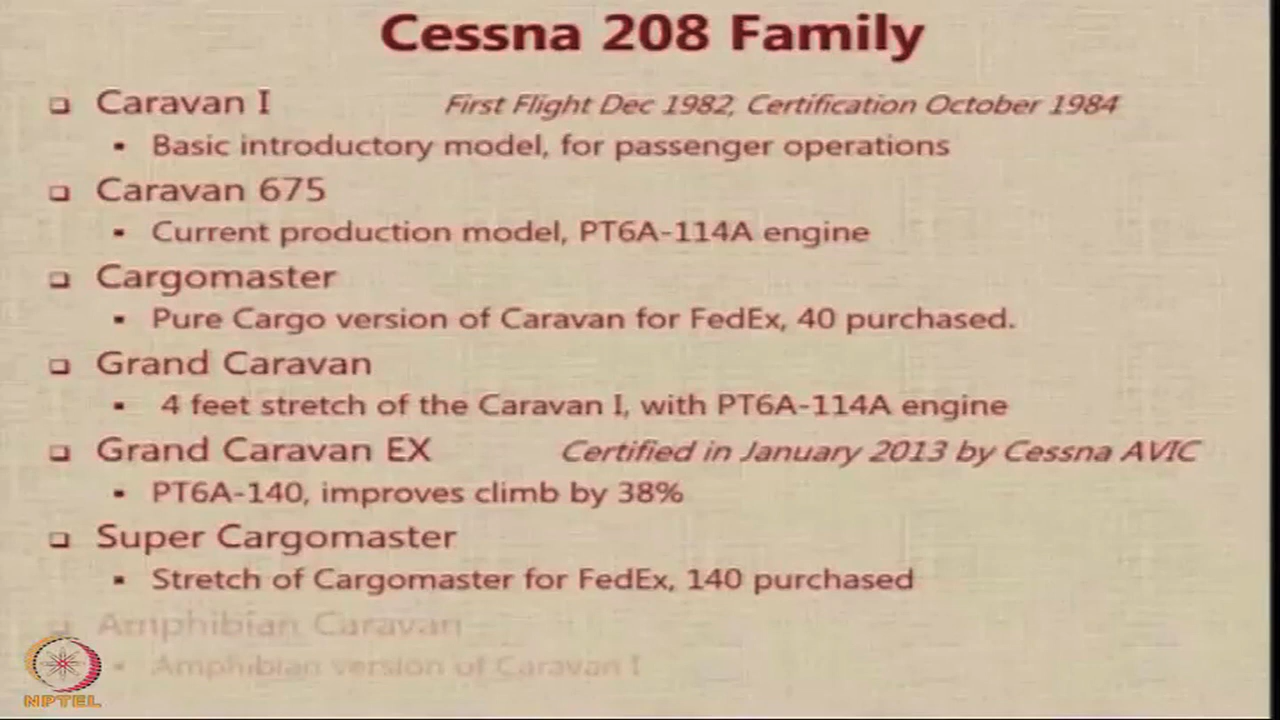 Cessna 208 Family
❑ Caravan I First Flight Dec 1982, Certification October 1984
▪ Basic introductory model, for passenger operations
❑ Caravan 675
▪ Current production model, PT6A-114A engine
❑ Cargomaster
▪ Pure Cargo version of Caravan for FedEx, 40 purchased.
❑ Grand Caravan
▪ 4 feet stretch of the Caravan I, with PT6A-114A engine
❑ Grand Caravan EX Certified in January 2013 by Cessna AVIC
▪ PT6A-140, improves climb by 38%
❑ Super Cargomaster
▪ Stretch of Cargomaster for FedEx, 140 purchased
❑ Amphibian Caravan
▪ Amphibian version of Caravan I
NPTEL